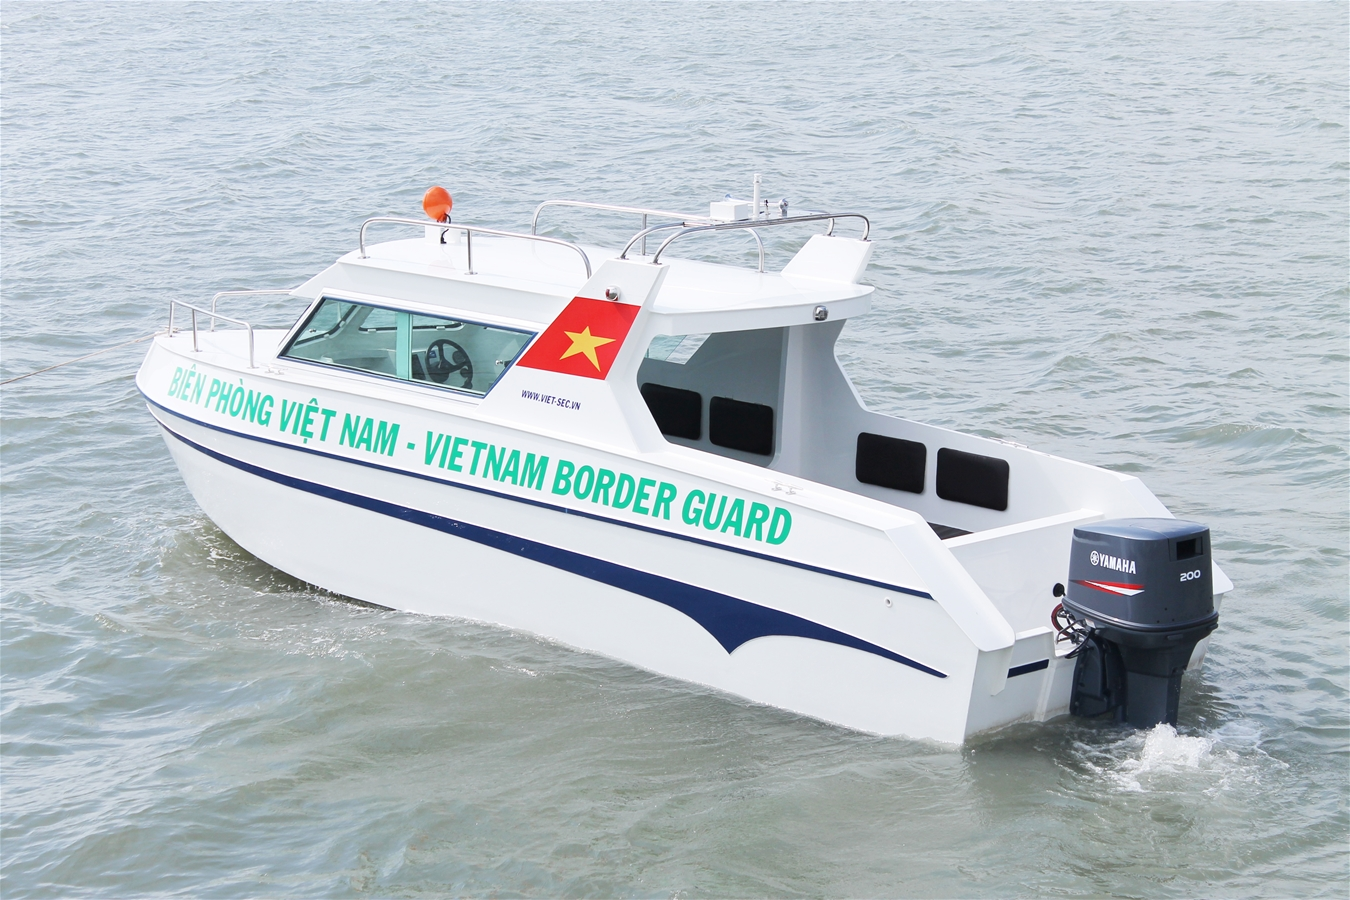 BIÊN PHÒNG VIỆT NAM - VIETNAM BORDER GUARD
WWW.VIET-SEC.VN
YAMAHA
200